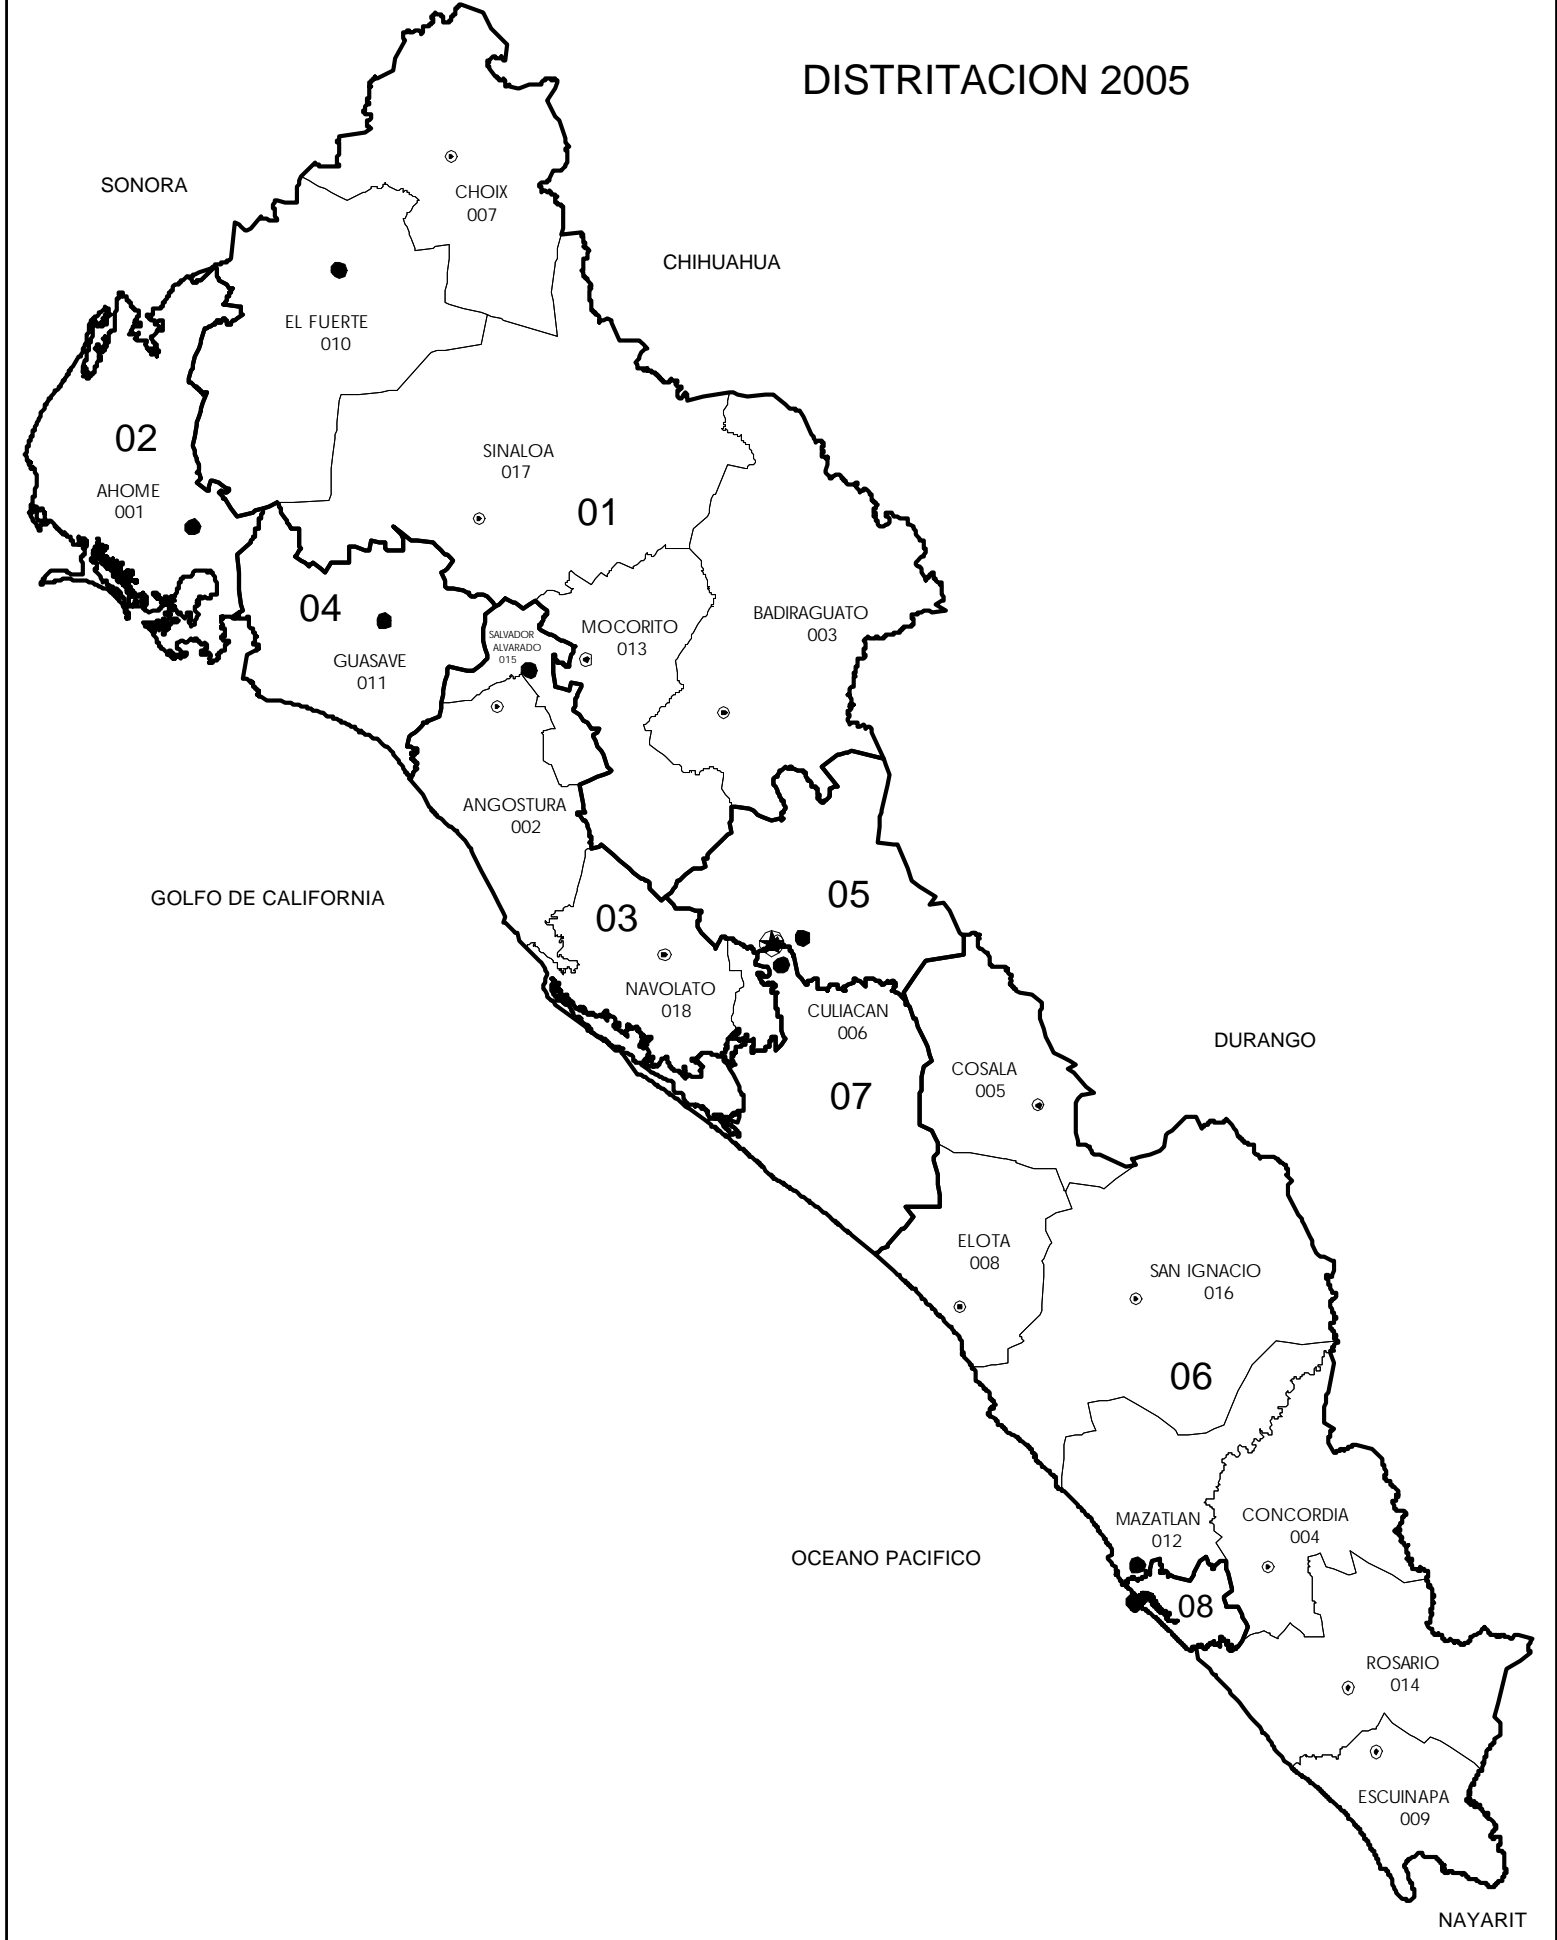 DISTRITACION 2005
SONORA
CHOIX
007
CHIHUAHUA
EL FUERTE
010
02
AHOME
001
SINALOA
017
01
04
GUASAVE
011
SALVADOR
ALVARADO
015
MOCORITO
013
BADIRAGUATO
003
ANGOSTURA
002
GOLFO DE CALIFORNIA
03
05
NAVOLATO
018
CULIACAN
006
07
COSALA
005
DURANGO
ELOTA
008
SAN IGNACIO
016
06
MAZATLAN
012
CONCORDIA
004
OCEANO PACIFICO
08
ROSARIO
014
ESCUINAPA
009
NAYARIT